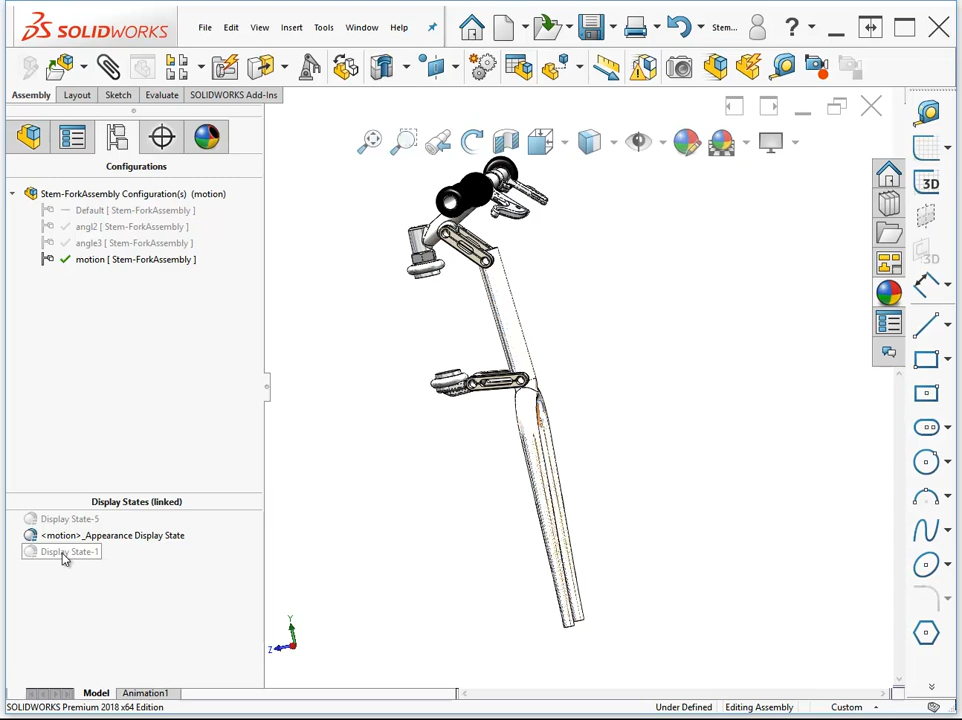 SOLIDWORKS File Edit View Insert Tools Window Help Stem...
Assembly Layout Sketch Evaluate SOLIDWORKS Add-Ins
Configurations
Stem-ForkAssembly Configuration(s) (motion)
Default [ Stem-ForkAssembly ]
angl2 [ Stem-ForkAssembly ]
angle3 [ Stem-ForkAssembly ]
motion [ Stem-ForkAssembly ]
Display States (linked)
Display State-5
<motion>_Appearance Display State
Display State-1
3D
3D
Y
Z
Model Animation1
SOLIDWORKS Premium 2018 x64 Edition Under Defined Editing Assembly Custom